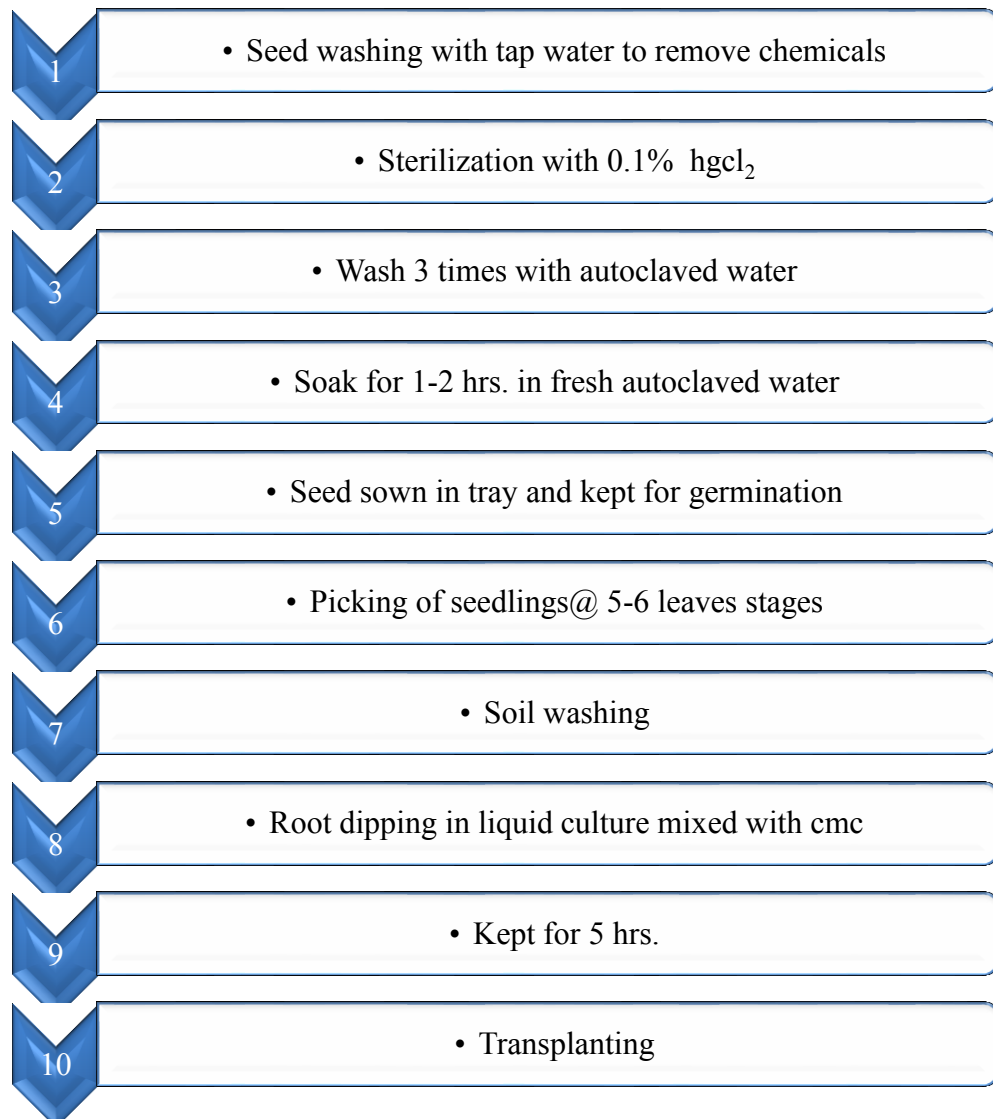 1
• Seed washing with tap water to remove chemicals
2
• Sterilization with 0.1% hgcl₂
3
• Wash 3 times with autoclaved water
4
• Soak for 1-2 hrs. in fresh autoclaved water
5
• Seed sown in tray and kept for germination
6
• Picking of seedlings@ 5-6 leaves stages
7
• Soil washing
8
• Root dipping in liquid culture mixed with cmc
9
• Kept for 5 hrs.
10
• Transplanting